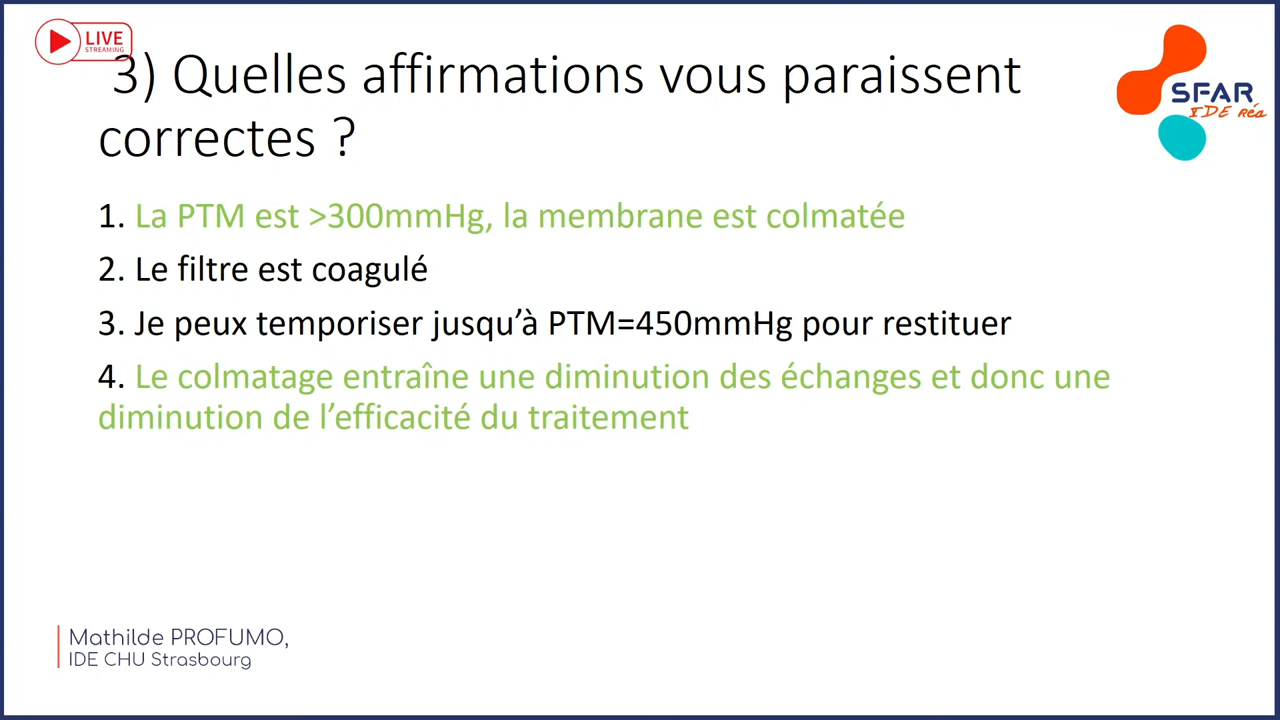 LIVE
STREAMING
3) Quelles affirmations vous paraissent
correctes ?
SFAR
IDE Réa
1. La PTM est >300mmHg, la membrane est colmatée
2. Le filtre est coagulé
3. Je peux temporiser jusqu’à PTM=450mmHg pour restituer
4. Le colmatage entraîne une diminution des échanges et donc une
diminution de l’efficacité du traitement
Mathilde PROFUMO,
IDE CHU Strasbourg